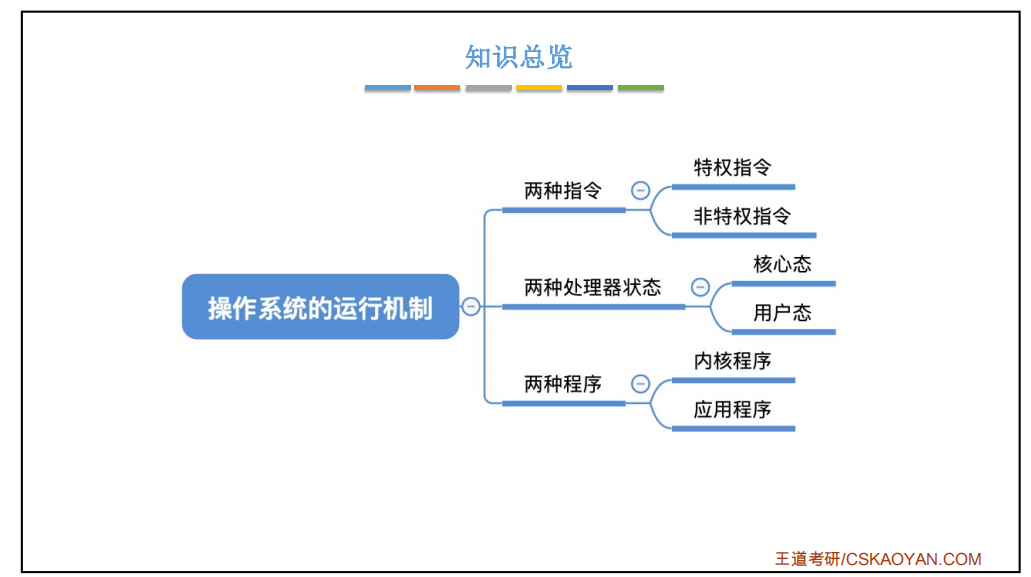 知识总览
操作系统的运行机制
两种指令
特权指令
非特权指令
两种处理器状态
核心态
用户态
两种程序
内核程序
应用程序
王道考研/CSKAOYAN.COM